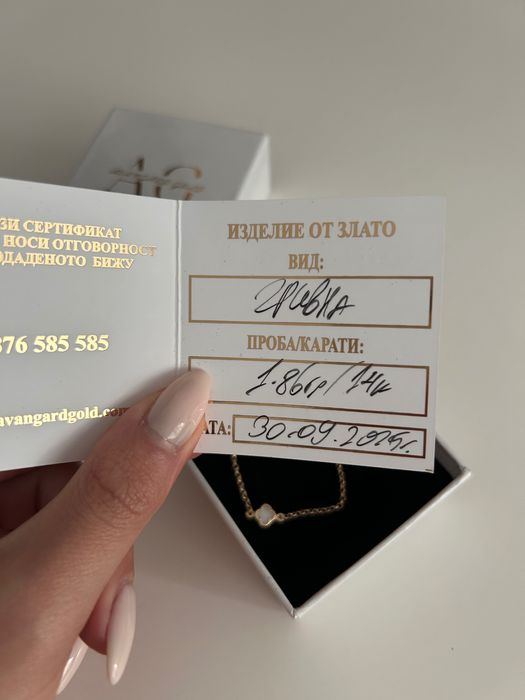 AG
ЗИ СЕРТИФИКАТ
НОСИ ОТГОВОРНОСТ
ОДАДЕНОТО БИЖУ
876 585 585
avangardgold.com
ИЗДЕЛИЕ ОТ ЗЛАТО
ВИД:
гривна
ПРОБА/КАРАТИ:
1.86гр/14к
АТА: 30.09.2025г.